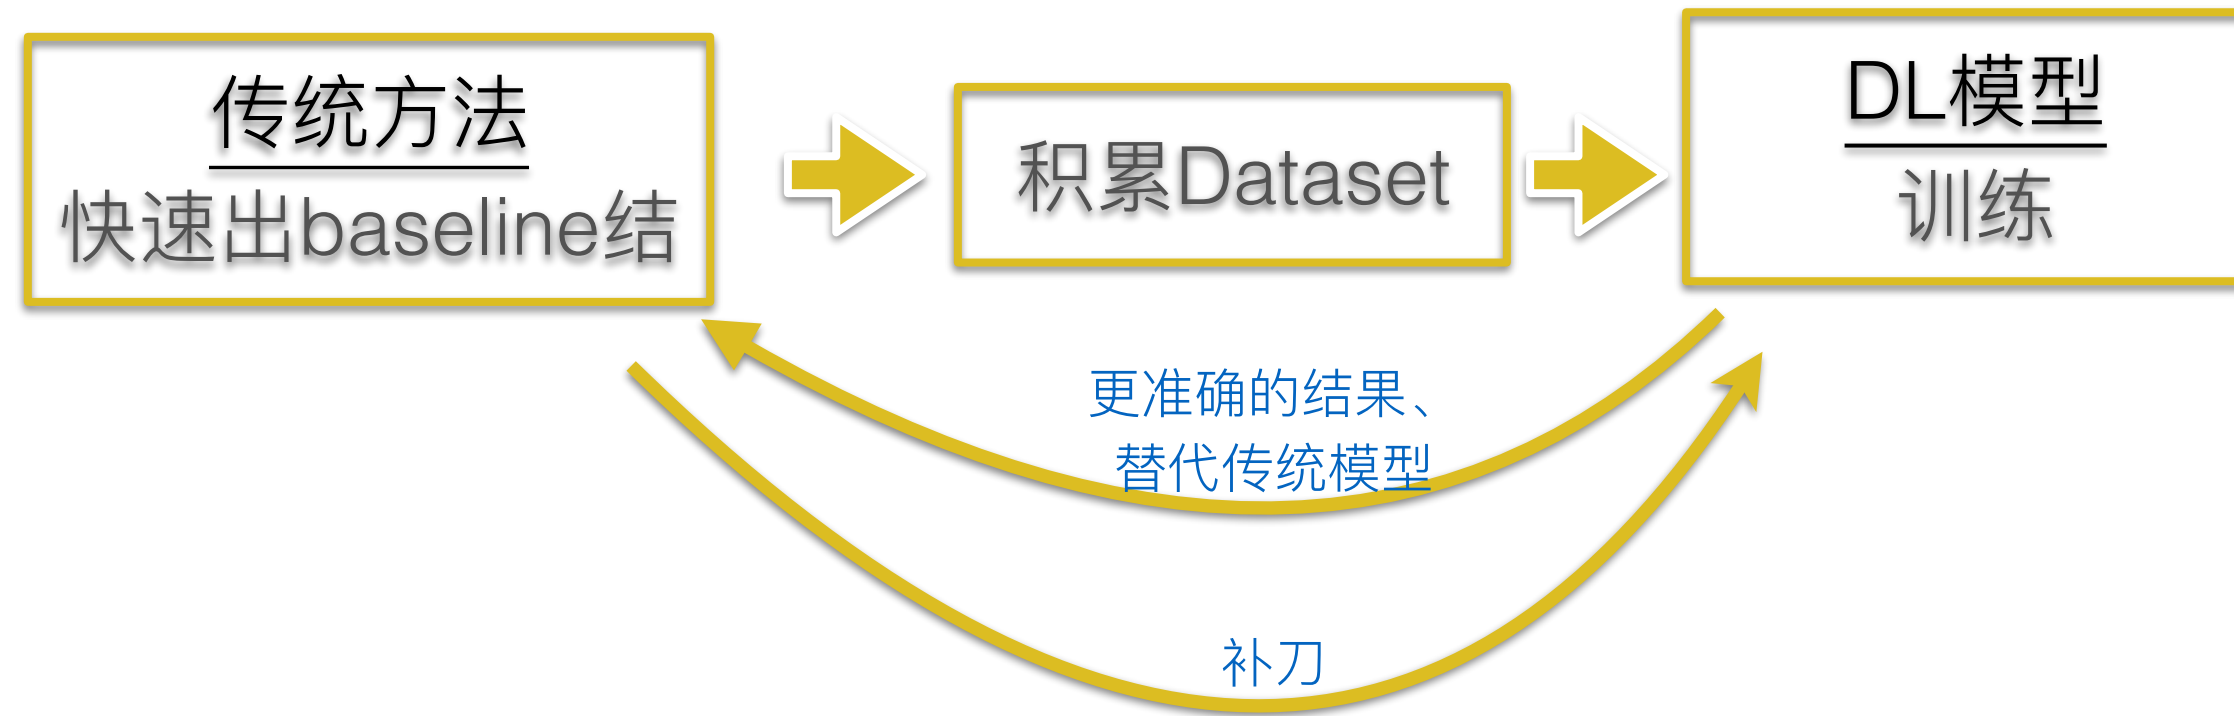 传统方法
快速出baseline结
积累Dataset
DL模型
训练
更准确的结果、
替代传统模型
补刀